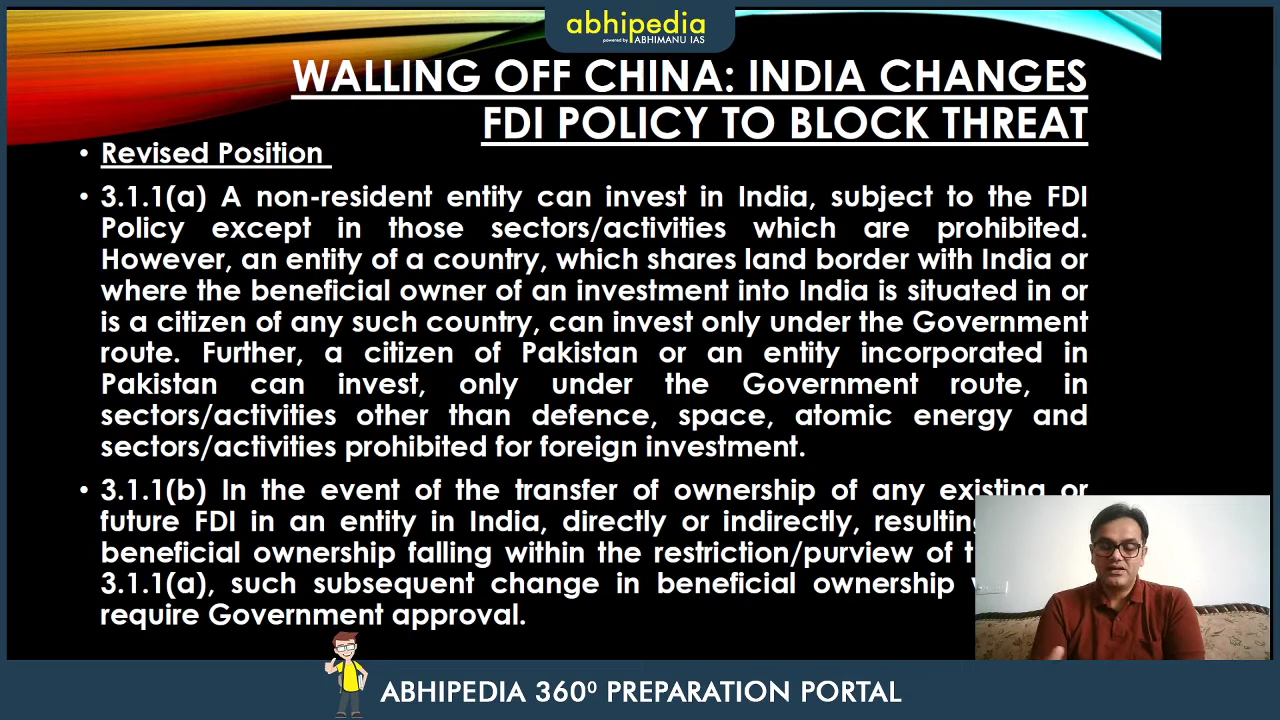 abhipedia
powered by ABHIMANU IAS
WALLING OFF CHINA: INDIA CHANGES
FDI POLICY TO BLOCK THREAT
• Revised Position
• 3.1.1(a) A non-resident entity can invest in India, subject to the FDI
Policy except in those sectors/activities which are prohibited.
However, an entity of a country, which shares land border with India or
where the beneficial owner of an investment into India is situated in or
is a citizen of any such country, can invest only under the Government
route. Further, a citizen of Pakistan or an entity incorporated in
Pakistan can invest, only under the Government route, in
sectors/activities other than defence, space, atomic energy and
sectors/activities prohibited for foreign investment.
• 3.1.1(b) In the event of the transfer of ownership of any existing or
future FDI in an entity in India, directly or indirectly, resulting
beneficial ownership falling within the restriction/purview of
3.1.1(a), such subsequent change in beneficial ownership
require Government approval.
ABHIPEDIA 360⁰ PREPARATION PORTAL